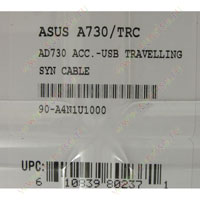 ASUS A730/TRC
AD730 ACC.-USB TRAVELLING
SYN CABLE
90-A4N1U1000
UPC:
6 10839 80237 1